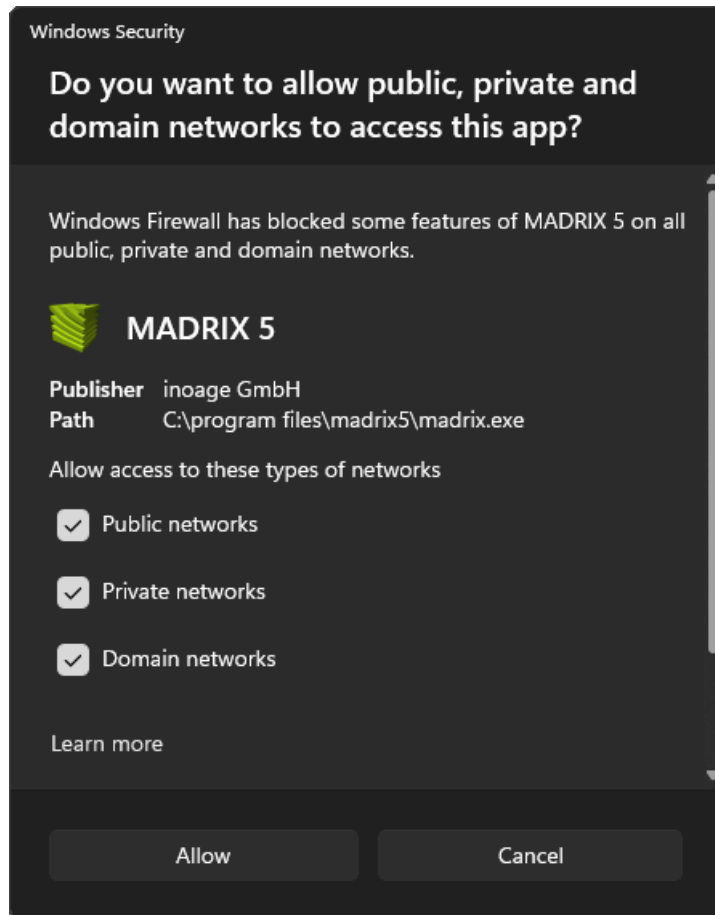 Windows Security
Do you want to allow public, private and
domain networks to access this app?
Windows Firewall has blocked some features of MADRIX 5 on all
public, private and domain networks.
MADRIX 5
Publisher inoage GmbH
Path C:\program files\madrix5\madrix.exe
Allow access to these types of networks
Public networks
Private networks
Domain networks
Learn more
Allow Cancel